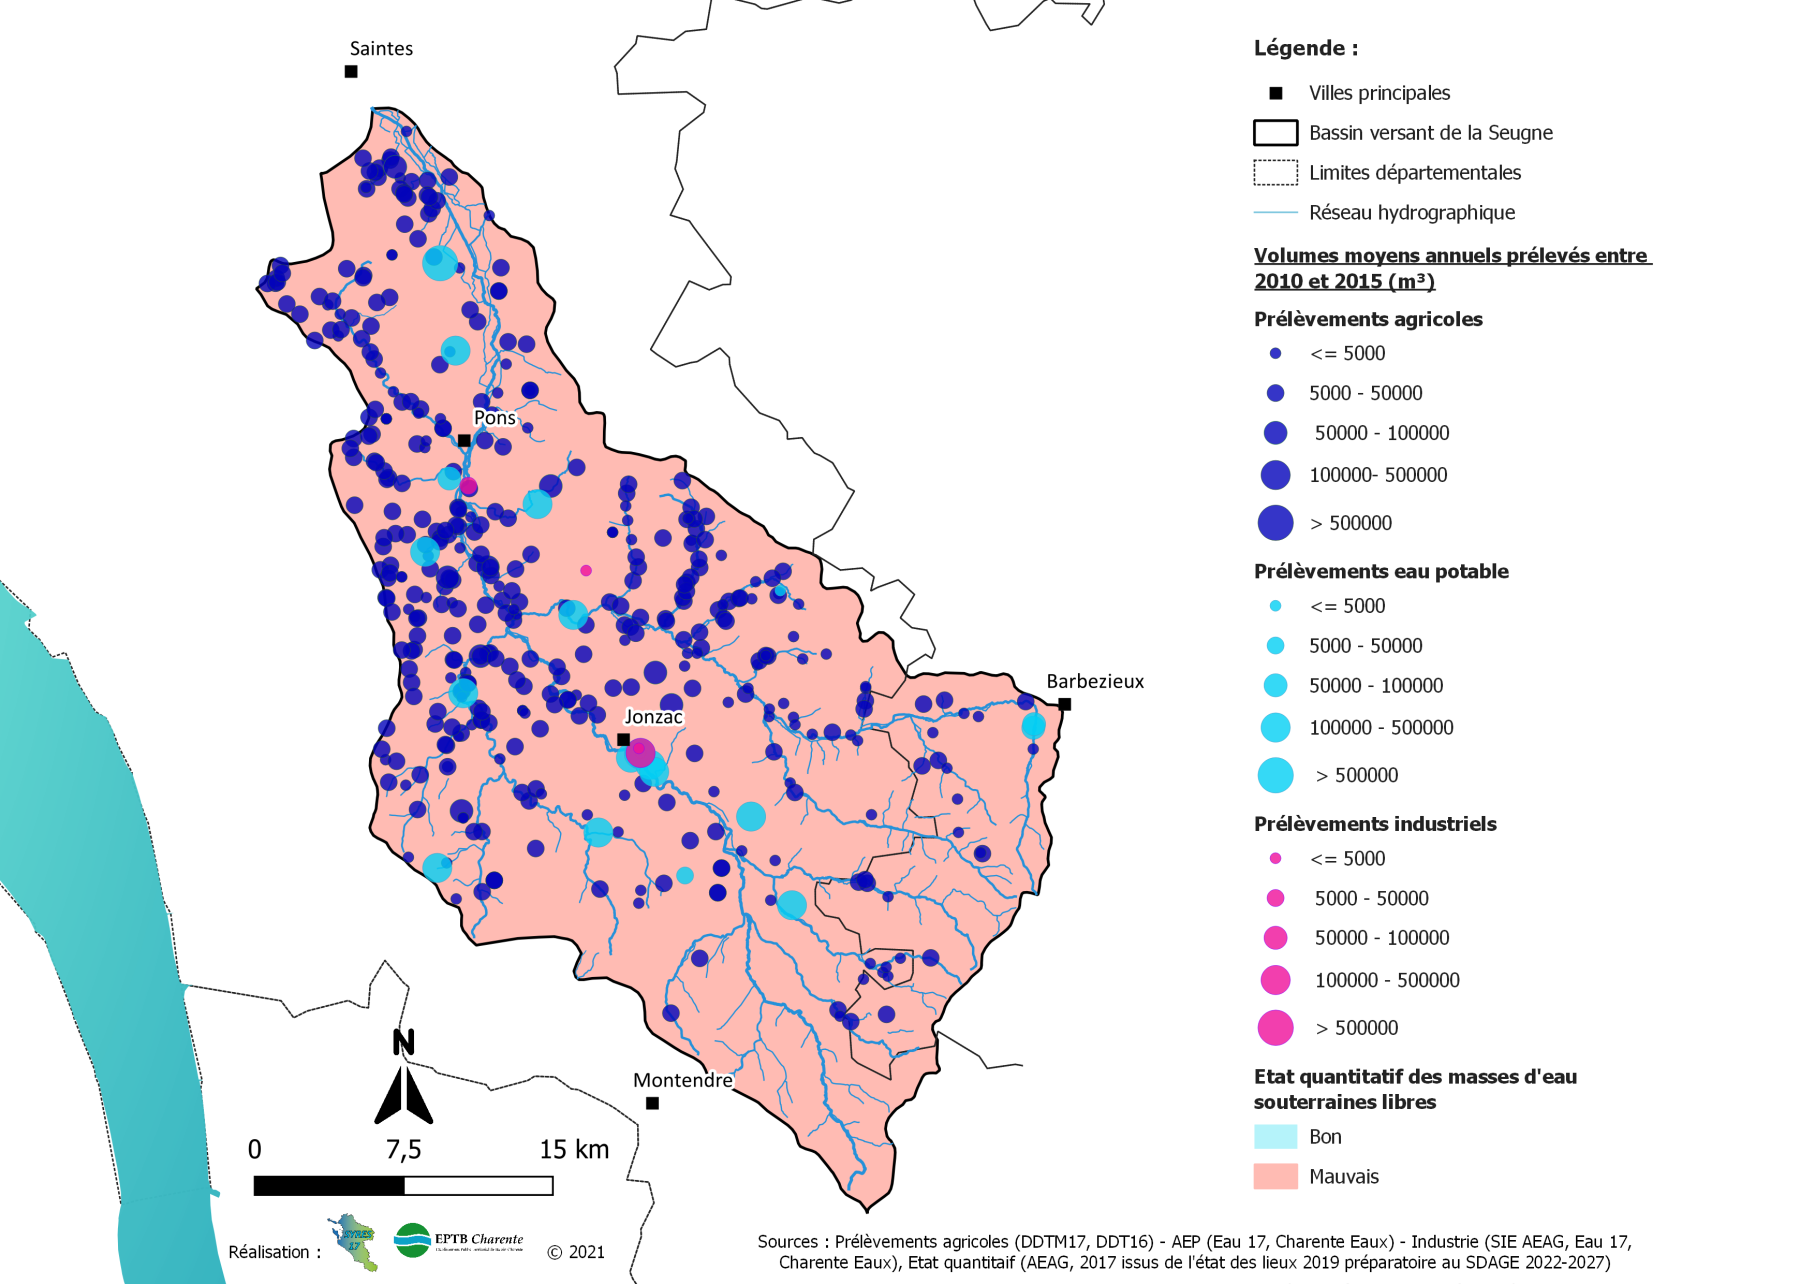 Saintes
Pons
Barbezieux
Jonzac
Montendre
N
0 7,5 15 km
Réalisation :
SYRES
17
EPTB Charente
© 2021
Légende :
Villes principales
Bassin versant de la Seugne
Limites départementales
Réseau hydrographique
Volumes moyens annuels prélevés entre
2010 et 2015 (m³)
Prélèvements agricoles
<= 5000
5000 - 50000
50000 - 100000
100000- 500000
> 500000
Prélèvements eau potable
<= 5000
5000 - 50000
50000 - 100000
100000 - 500000
> 500000
Prélèvements industriels
<= 5000
5000 - 50000
50000 - 100000
100000 - 500000
> 500000
Etat quantitatif des masses d'eau
souterraines libres
Bon
Mauvais
Sources : Prélèvements agricoles (DDTM17, DDT16) - AEP (Eau 17, Charente Eaux) - Industrie (SIE AEAG, Eau 17,
Charente Eaux), Etat quantitaif (AEAG, 2017 issus de l'état des lieux 2019 préparatoire au SDAGE 2022-2027)